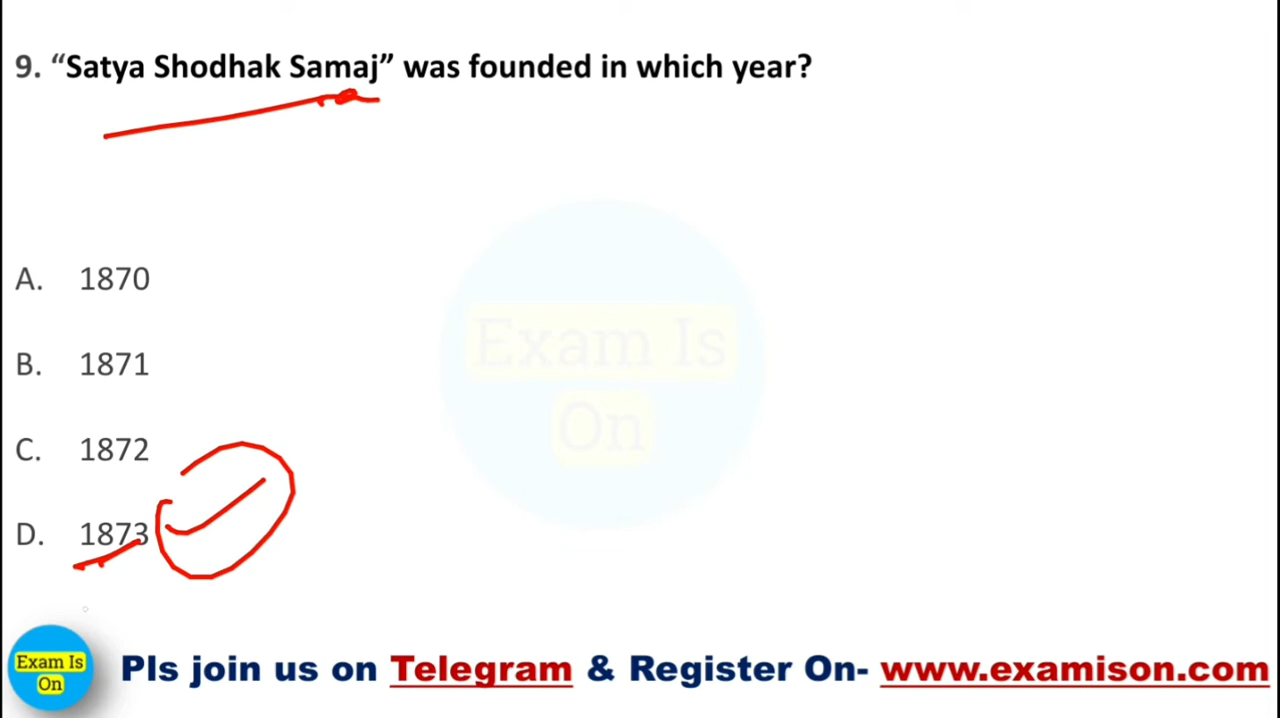 9. “Satya Shodhak Samaj” was founded in which year?
A. 1870
B. 1871
Exam Is
On
C. 1872
D. 1873
Exam Is
On
Pls join us on Telegram & Register On- www.examison.com